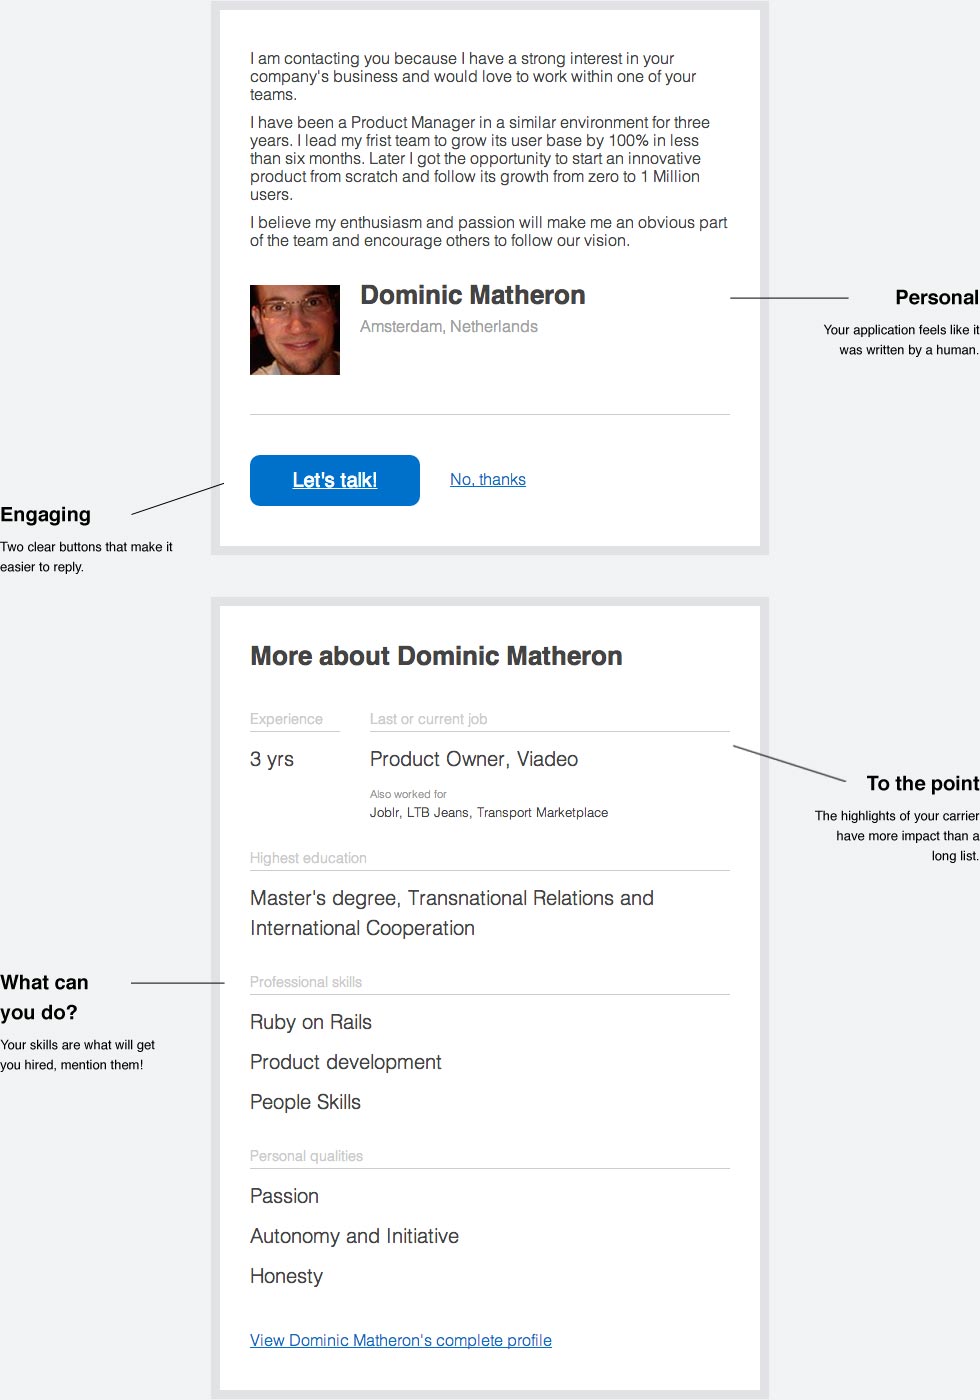 I am contacting you because I have a strong interest in your
company's business and would love to work within one of your
teams.
I have been a Product Manager in a similar environment for three
years. I lead my frist team to grow its user base by 100% in less
than six months. Later I got the opportunity to start an innovative
product from scratch and follow its growth from zero to 1 Million
users.
I believe my enthusiasm and passion will make me an obvious part
of the team and encourage others to follow our vision.
Dominic Matheron
Amsterdam, Netherlands
Personal
Your application feels like it
was written by a human.
Let's talk!
No, thanks
Engaging
Two clear buttons that make it
easier to reply.
More about Dominic Matheron
Experience
Last or current job
3 yrs
Product Owner, Viadeo
Also worked for
Joblr, LTB Jeans, Transport Marketplace
To the point
The highlights of your carrier
have more impact than a
long list.
Highest education
Master's degree, Transnational Relations and
International Cooperation
What can
you do?
Your skills are what will get
you hired, mention them!
Professional skills
Ruby on Rails
Product development
People Skills
Personal qualities
Passion
Autonomy and Initiative
Honesty
View Dominic Matheron's complete profile